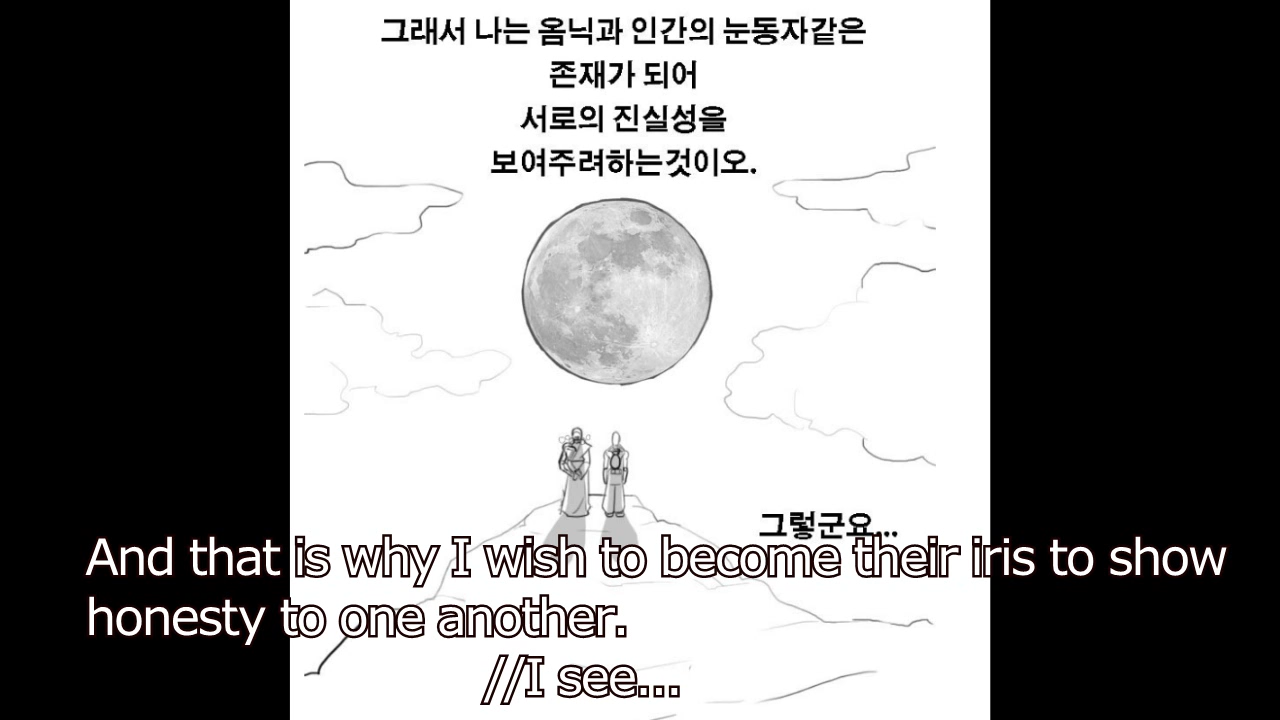 그래서 나는 옴닉과 인간의 눈동자같은
존재가 되어
서로의 진실성을
보여주려하는것이오.
그렇군요...
And that is why I wish to become their iris to show
honesty to one another.
//I see...